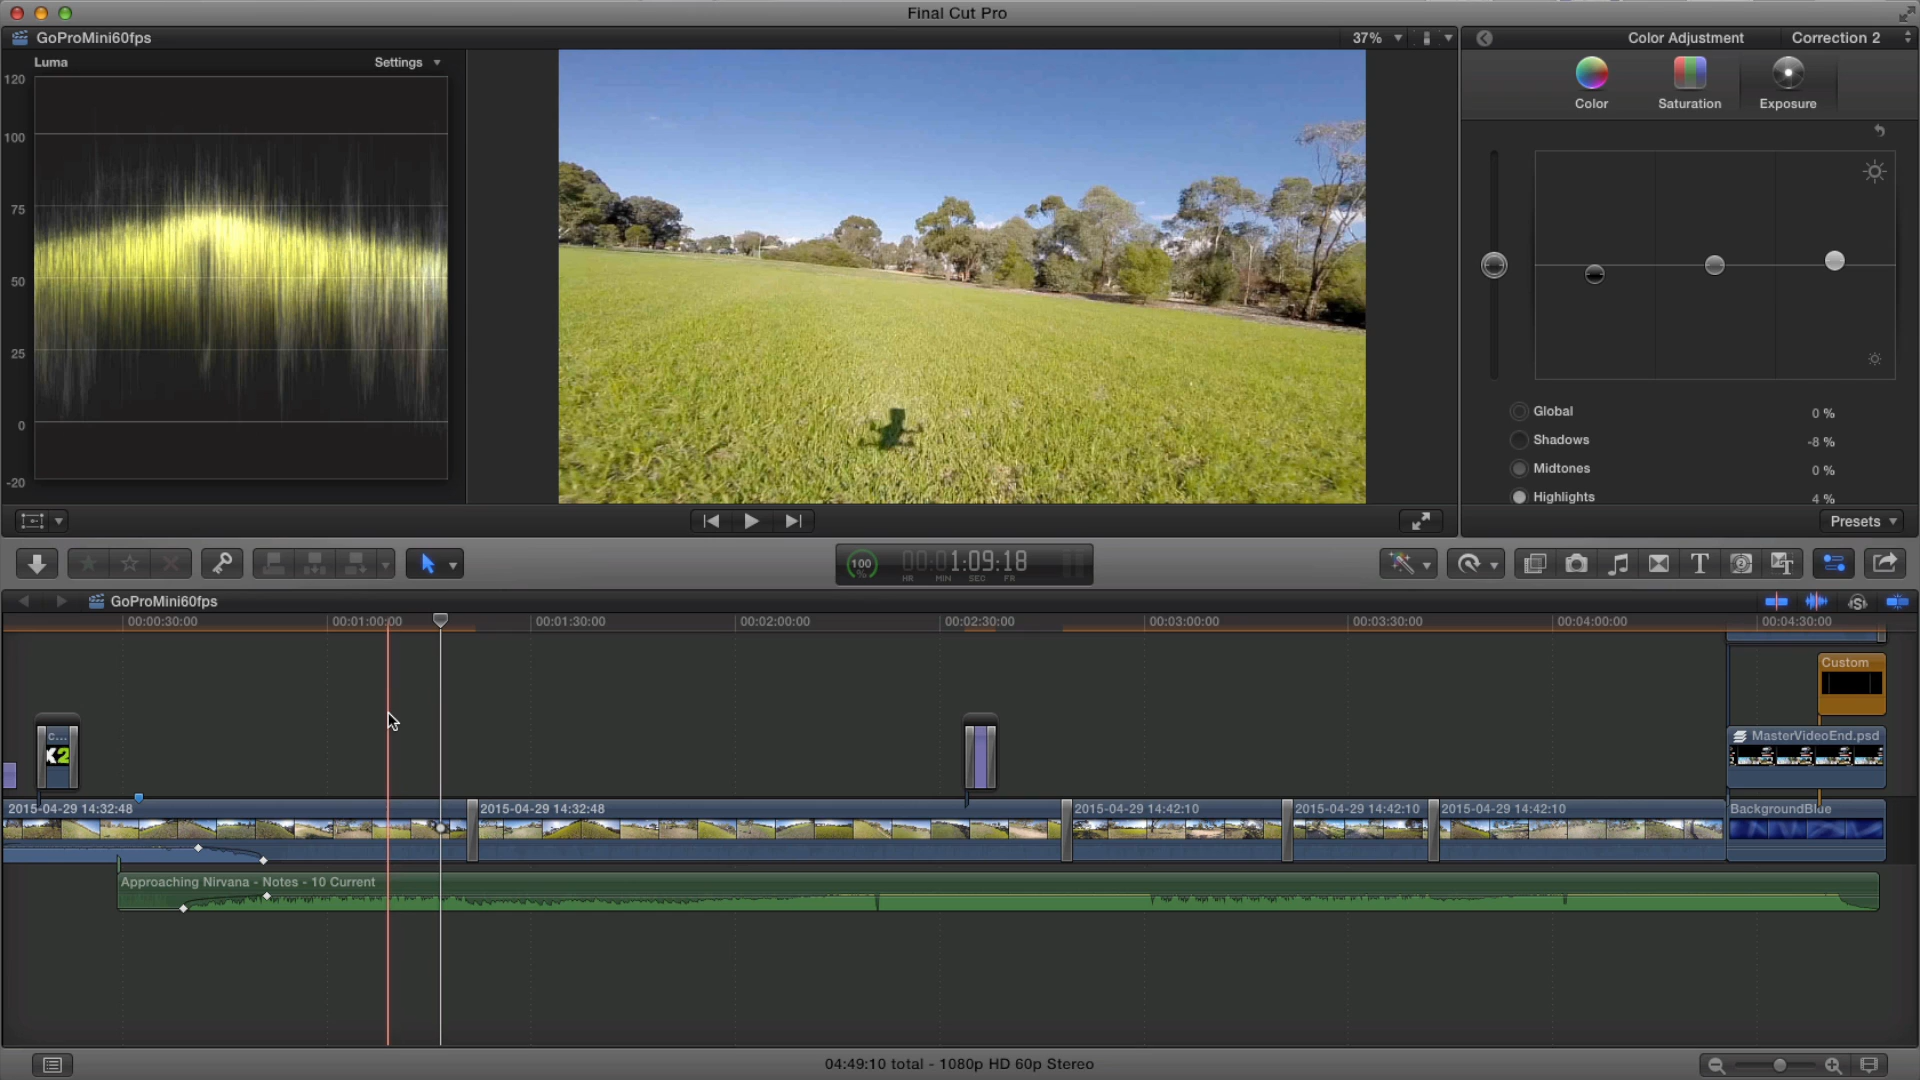 Final Cut Pro
GoProMini60fps
37%
Color Adjustment
Correction 2
Luma
Settings
120
100
75
50
25
0
-20
Color
Saturation
Exposure
Global 0 %
Shadows -8 %
Midtones 0 %
Highlights 4 %
Presets
100
%
00:01:09:18
HR MIN SEC FR
GoProMini60fps
00:00:30:00
00:01:00:00
00:01:30:00
00:02:00:00
00:02:30:00
00:03:00:00
00:03:30:00
00:04:00:00
00:04:30:00
Custom
c...
X2
MasterVideoEnd.psd
2015-04-29 14:32:48
2015-04-29 14:32:48
2015-04-29 14:42:10
2015-04-29 14:42:10
2015-04-29 14:42:10
BackgroundBlue
Approaching Nirvana - Notes - 10 Current
04:49:10 total - 1080p HD 60p Stereo